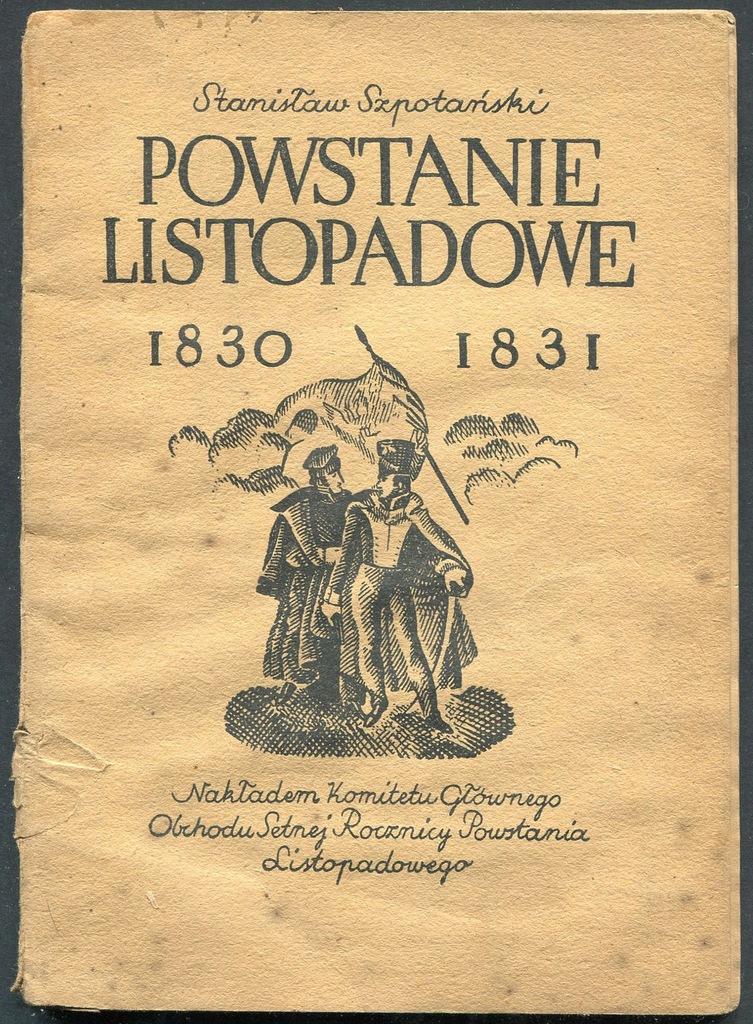 Stanisław Szpotański
POWSTANIE
LISTOPADOWE
1830 1831
Nakładem Komitetu Głównego
Obchodu Setnej Rocznicy Powstania
Listopadowego